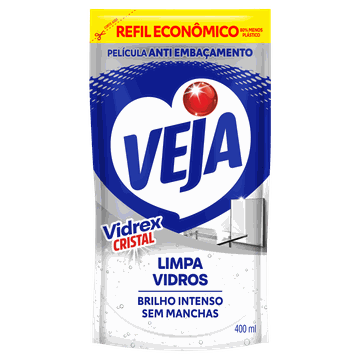 REFIL ECONÔMICO
80% MENOS
PLÁSTICO
PELÍCULA ANTI EMBAÇAMENTO
VEJA
Vidrex
CRISTAL
LIMPA
VIDROS
BRILHO INTENSO
SEM MANCHAS
400 ml